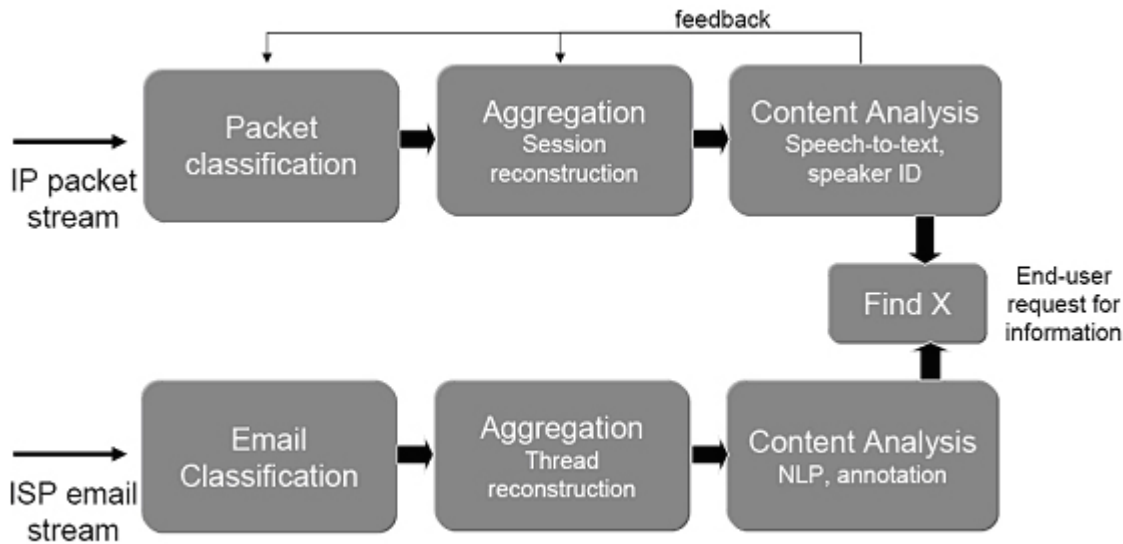 feedback
IP packet
stream
Packet
classification
Aggregation
Session
reconstruction
Content Analysis
Speech-to-text,
speaker ID
Find X
End-user
request for
information
ISP email
stream
Email
Classification
Aggregation
Thread
reconstruction
Content Analysis
NLP, annotation